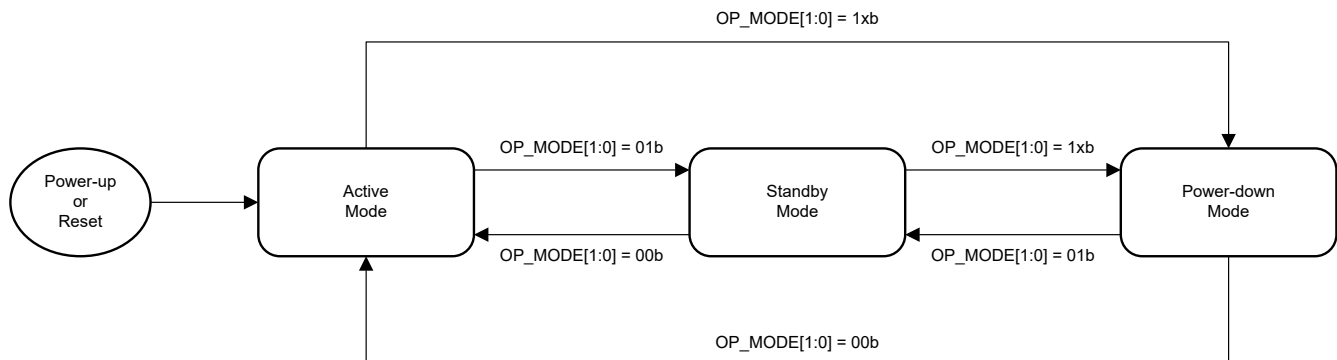 OP_MODE[1:0] = 1xb
OP_MODE[1:0] = 01b
OP_MODE[1:0] = 1xb
Power-up
or
Reset
Active
Mode
Standby
Mode
Power-down
Mode
OP_MODE[1:0] = 00b
OP_MODE[1:0] = 01b
OP_MODE[1:0] = 00b